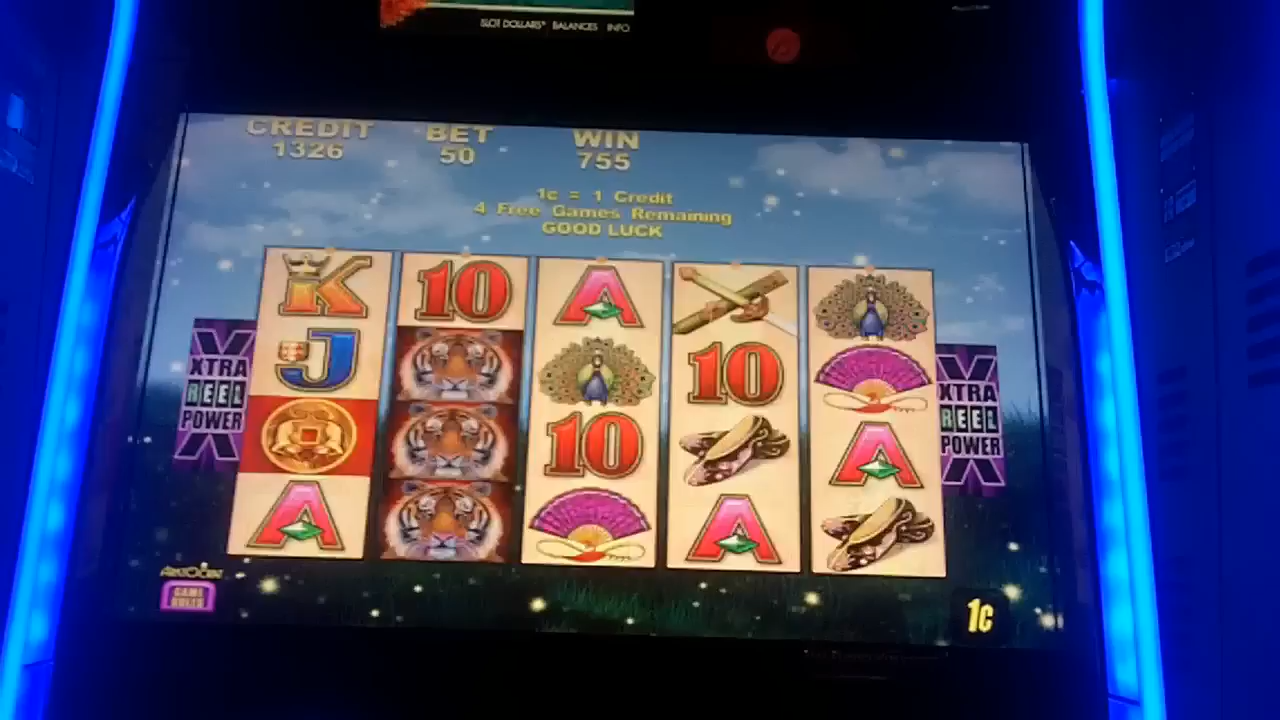 SLOT DOLLARS® BALANCES INFO
CREDIT BET WIN
1326 50 755
1c = 1 Credit
4 Free Games Remaining
GOOD LUCK
K 10 A
J 10
10 A
A A
XTRA
REEL
POWER
XTRA
REEL
POWER
GAME
RULES
1c